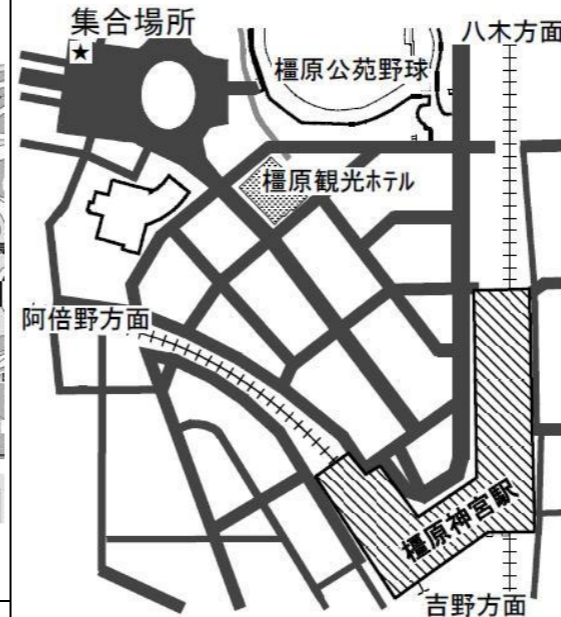 集合場所
★
八木方面
橿原公苑野球
橿原観光ホテル
阿倍野方面
橿原神宮駅
吉野方面